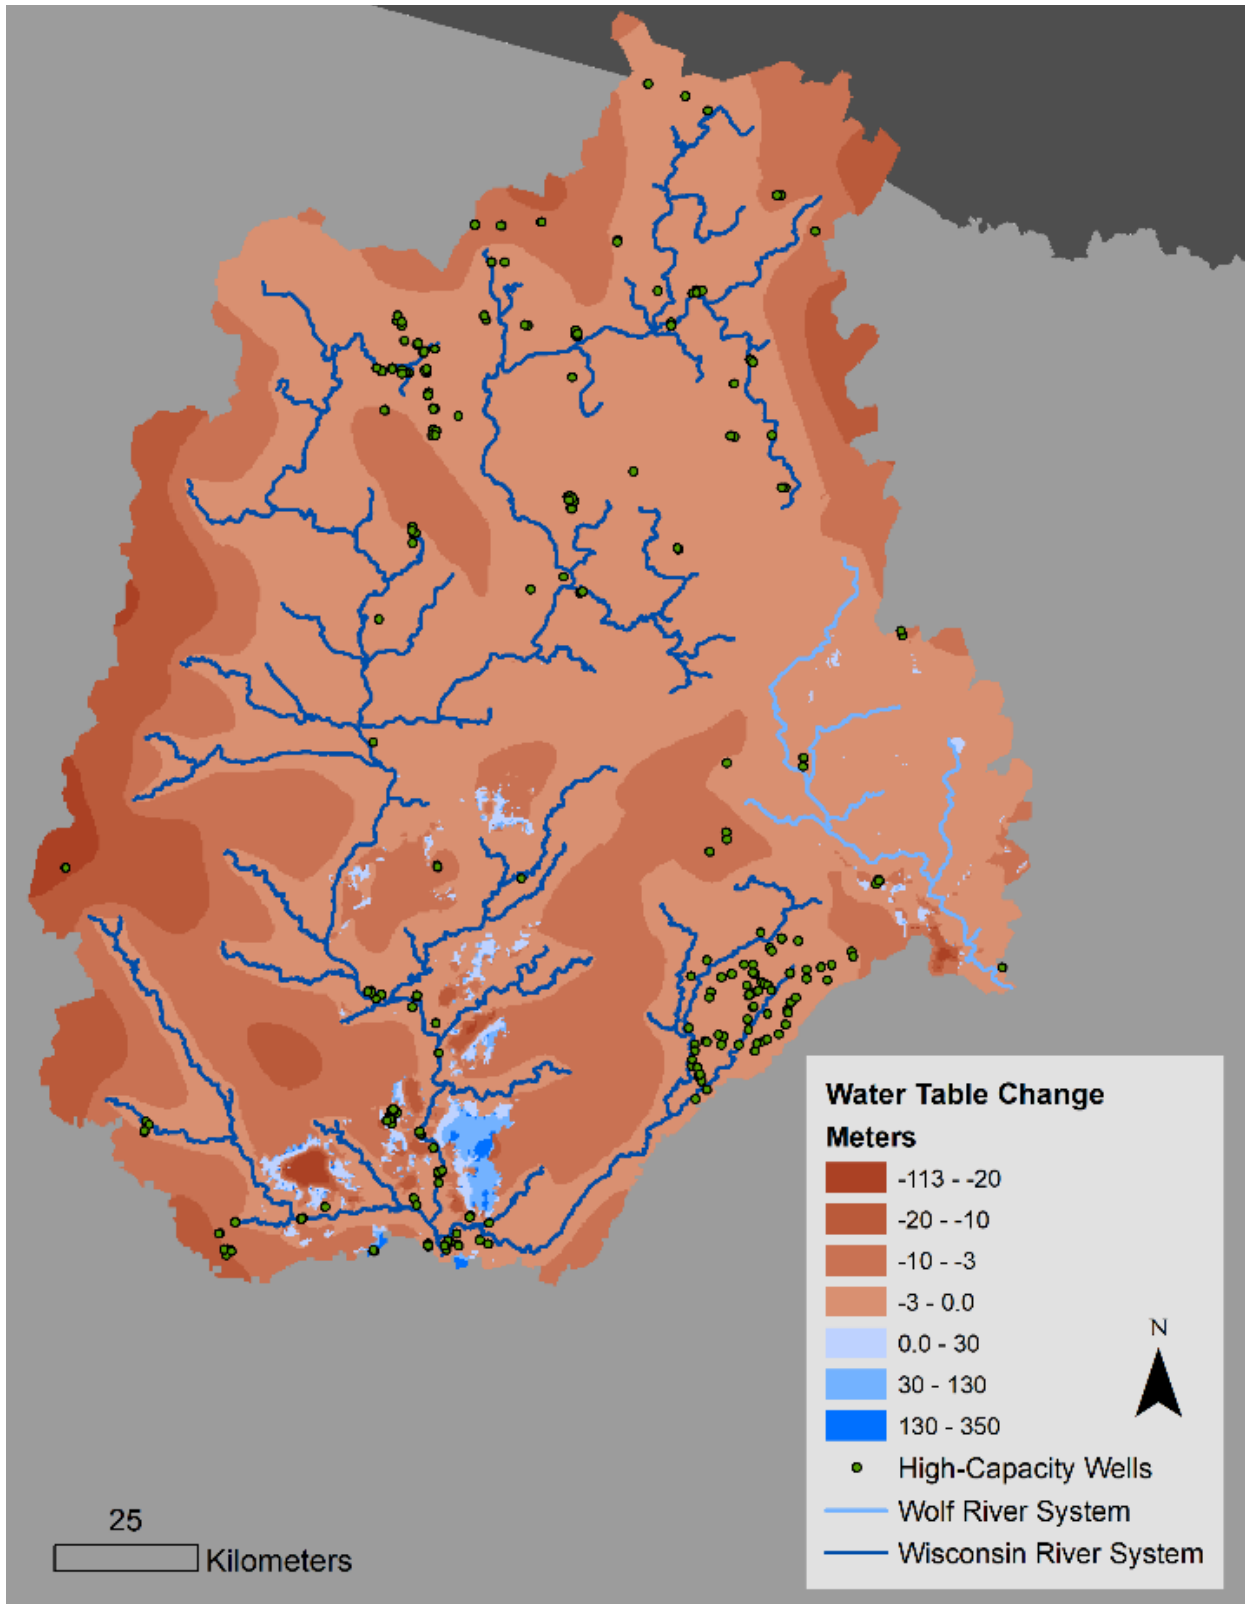 Water Table Change
Meters
-113 - -20
-20 - -10
-10 - -3
-3 - 0.0
0.0 - 30
30 - 130
130 - 350
High-Capacity Wells
Wolf River System
Wisconsin River System
N
25
Kilometers